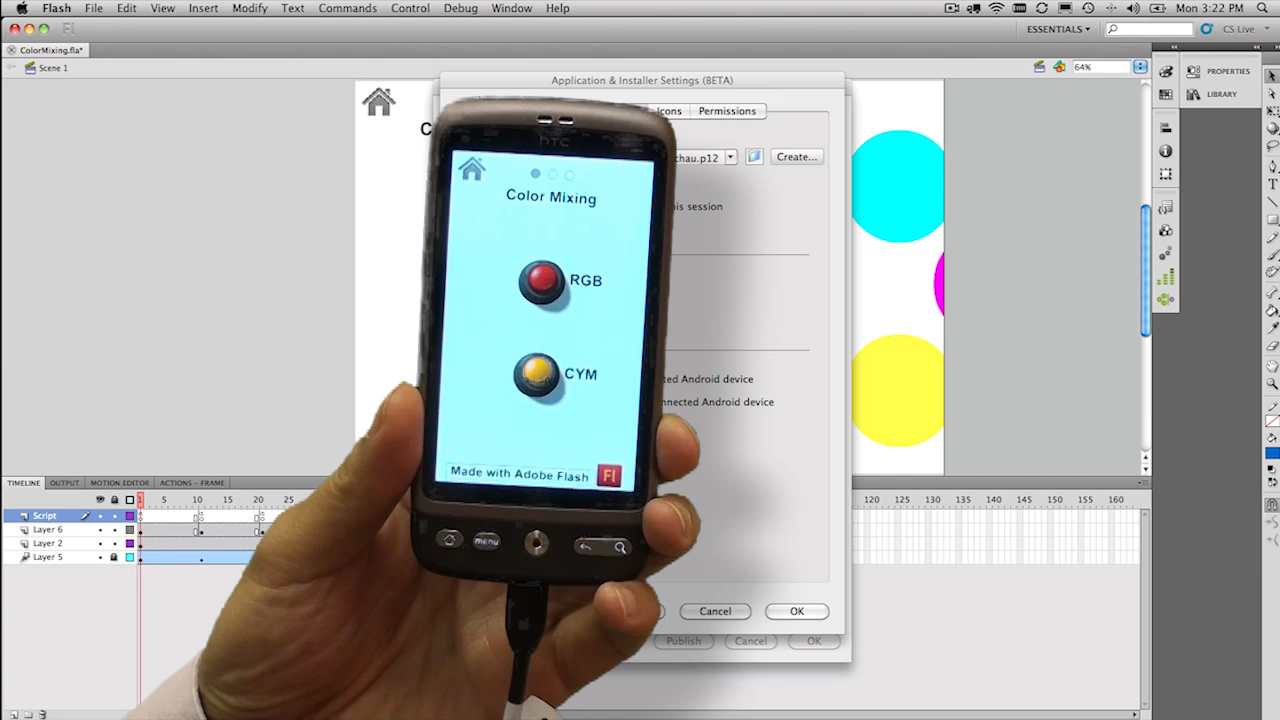 Flash File Edit View Insert Modify Text Commands Control Debug Window Help Mon 3:22 PM
ESSENTIALS CS Live
ColorMixing.fla*
Scene 1 64%
Application & Installer Settings (BETA)
Icons Permissions
PROPERTIES
LIBRARY
C
chau.p12 Create...
his session
hTC
Color Mixing
RGB
CYM
Made with Adobe Flash Fl
menu
ected Android device
nnected Android device
Cancel OK
Publish Cancel OK
TIMELINE OUTPUT MOTION EDITOR ACTIONS – FRAME
1 5 10 15 20 25 120 125 130 135 140 145 150 155 160
Script
Layer 6
Layer 2
Layer 5